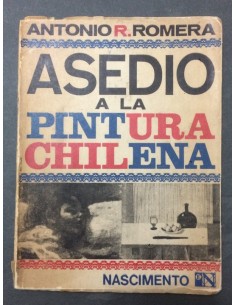 ANTONIO R. ROMERA
ASEDIO
A LA
PINTURA
CHILENA
NASCIMENTO
N